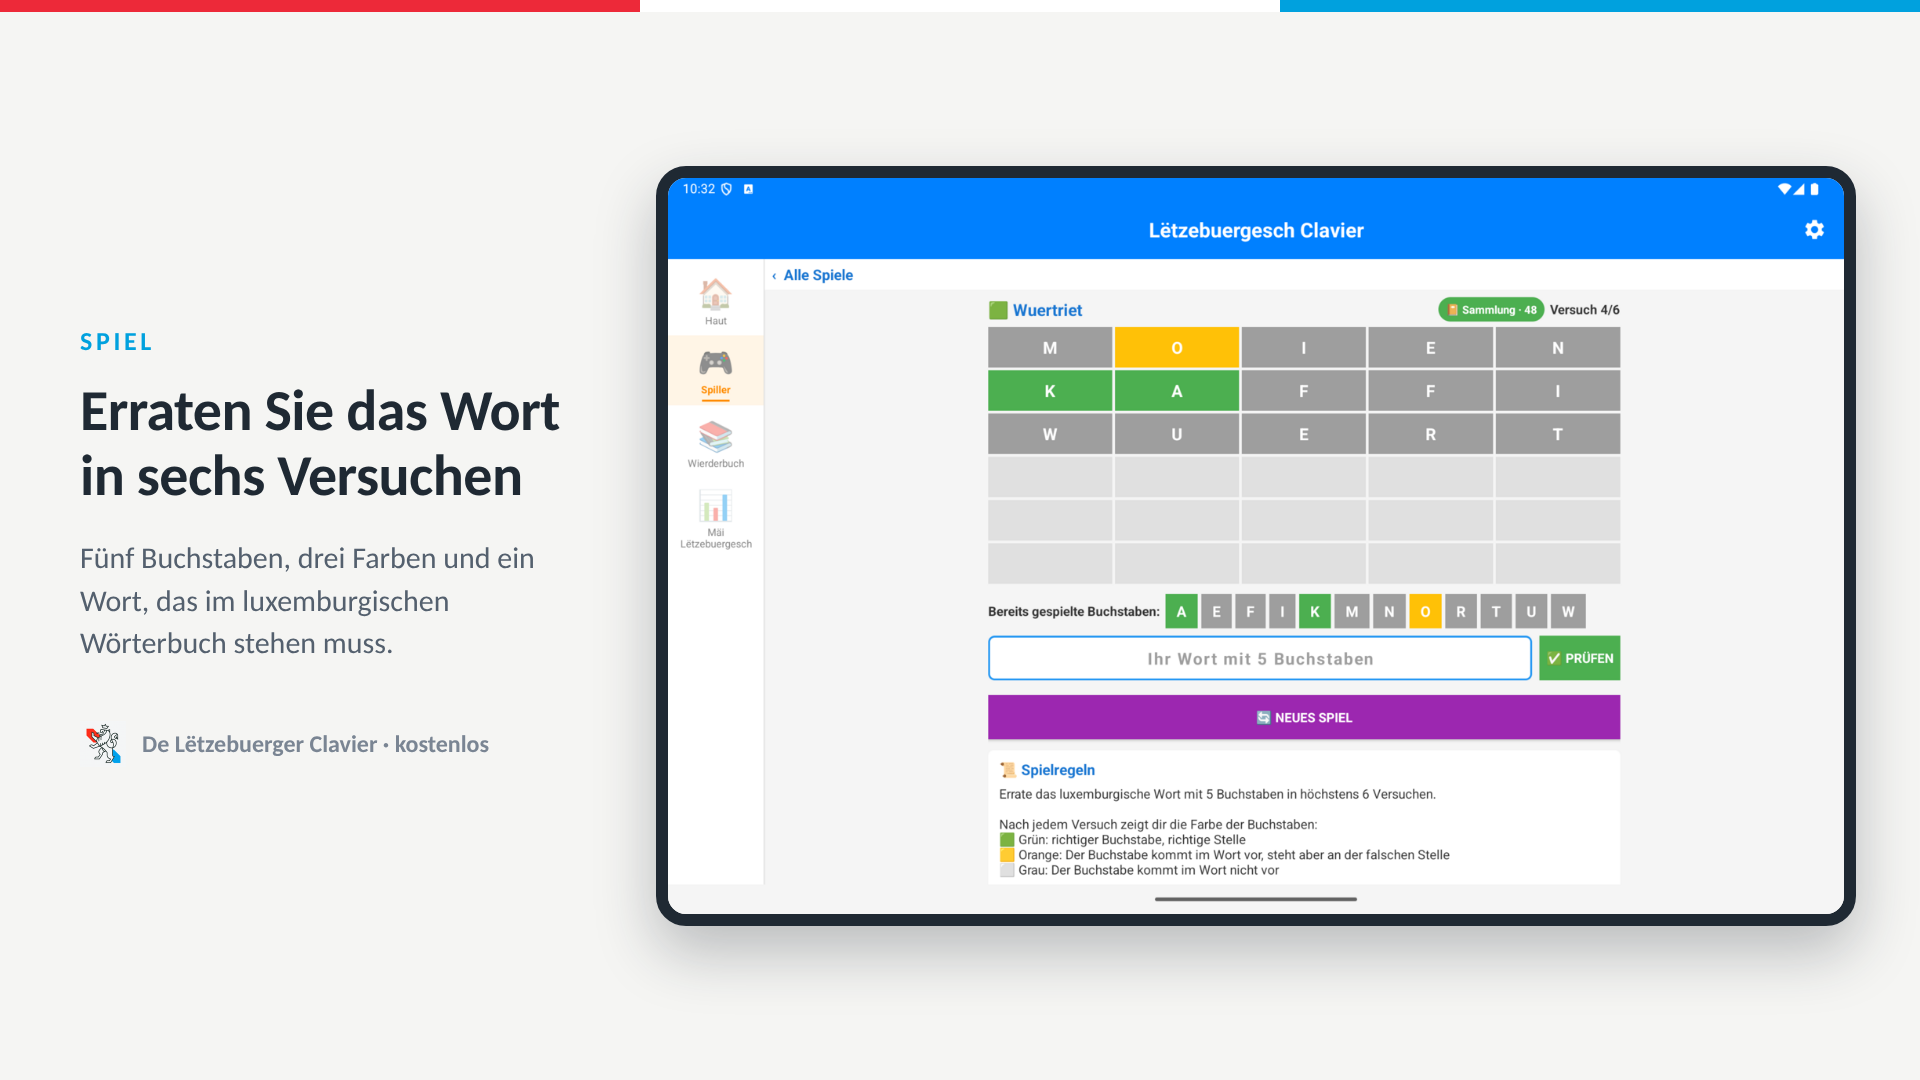 SPIEL
Erraten Sie das Wort
in sechs Versuchen
Fünf Buchstaben, drei Farben und ein
Wort, das im luxemburgischen
Wörterbuch stehen muss.
De Lëtzebuerger Clavier · kostenlos
10:32
Lëtzebuergesch Clavier
Haut
Spiller
Wierderbuch
Mäi
Lëtzebuergesch
‹ Alle Spiele
Wuertriet
Sammlung · 48
Versuch 4/6
M O I E N
K A F F I
W U E R T
Bereits gespielte Buchstaben: A E F I K M N O R T U W
Ihr Wort mit 5 Buchstaben
PRÜFEN
NEUES SPIEL
Spielregeln
Errate das luxemburgische Wort mit 5 Buchstaben in höchstens 6 Versuchen.
Nach jedem Versuch zeigt dir die Farbe der Buchstaben:
Grün: richtiger Buchstabe, richtige Stelle
Orange: Der Buchstabe kommt im Wort vor, steht aber an der falschen Stelle
Grau: Der Buchstabe kommt im Wort nicht vor